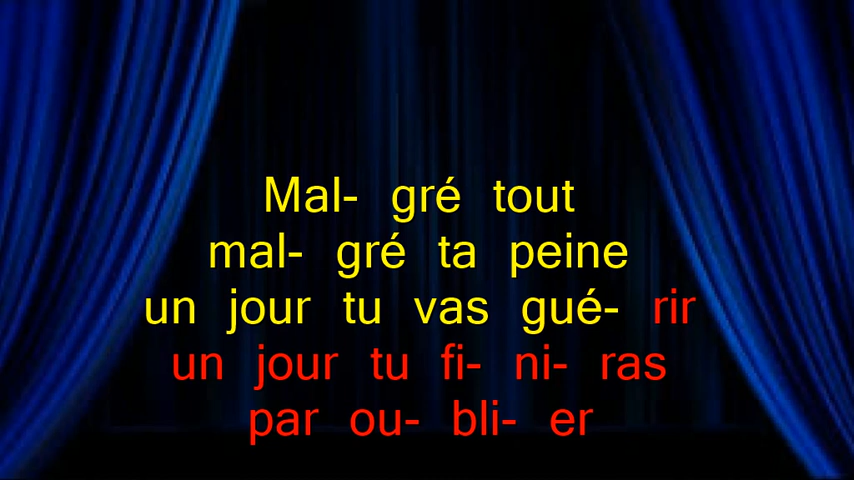 Mal- gré tout
mal- gré ta peine
un jour tu vas gué- rir
un jour tu fi- ni- ras
par ou- bli- er